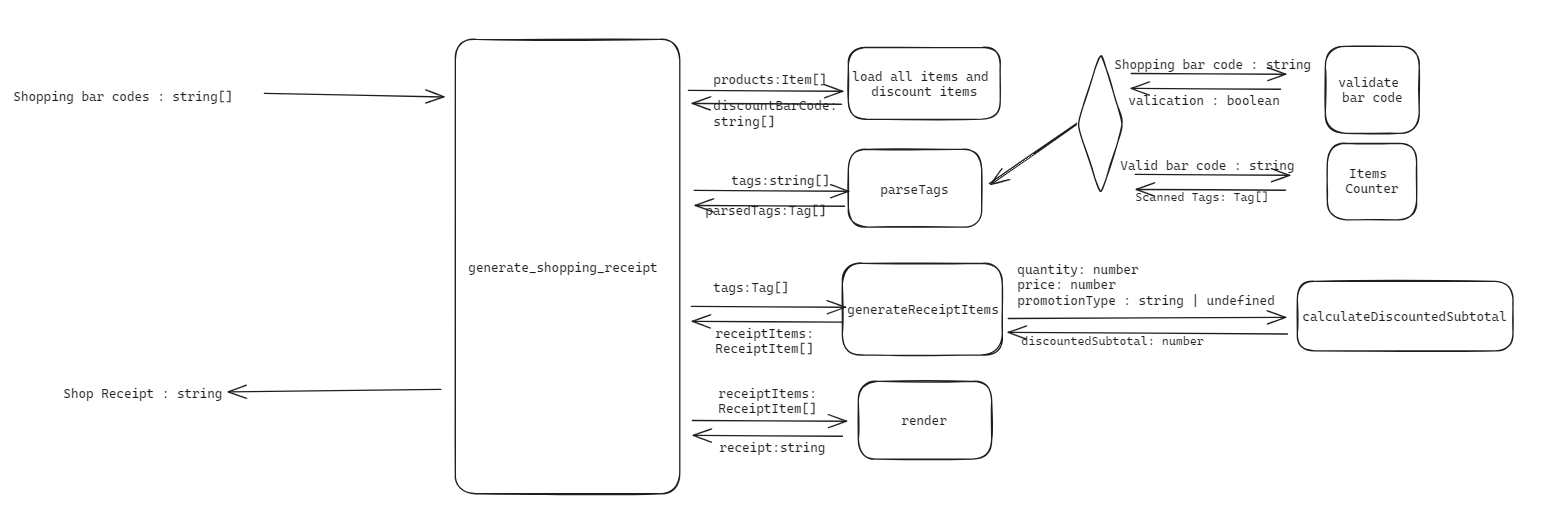 Shopping bar codes : string[]
generate_shopping_receipt
Shop Receipt : string
products:Item[]
discountBarCode:
string[]
load all items and
discount items
tags:string[]
parsedTags:Tag[]
parseTags
Shopping bar code : string
valication : boolean
validate
bar code
Valid bar code : string
Scanned Tags: Tag[]
Items
Counter
tags:Tag[]
receiptItems:
ReceiptItem[]
generateReceiptItems
quantity: number
price: number
promotionType : string | undefined
discountedSubtotal: number
calculateDiscountedSubtotal
receiptItems:
ReceiptItem[]
receipt:string
render